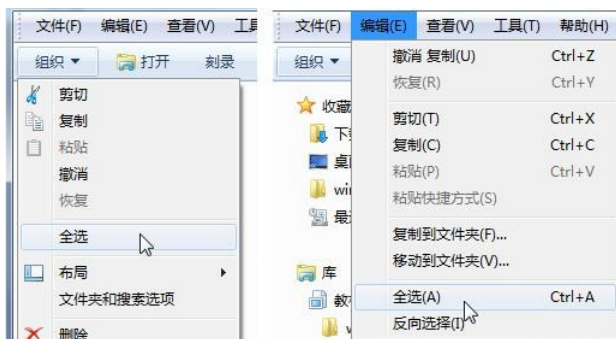 文件(F) 编辑(E) 查看(V)
组织 打开 刻录
剪切
复制
粘贴
撤消
恢复
全选
布局
文件夹和搜索选项
删除
文件(F) 编辑(E) 查看(V) 工具(T) 帮助(H)
组织
撤消 复制(U) Ctrl+Z
恢复(R) Ctrl+Y
剪切(T) Ctrl+X
复制(C) Ctrl+C
粘贴(P) Ctrl+V
粘贴快捷方式(S)
复制到文件夹(F)...
移动到文件夹(V)...
全选(A) Ctrl+A
反向选择(I)
收藏
库